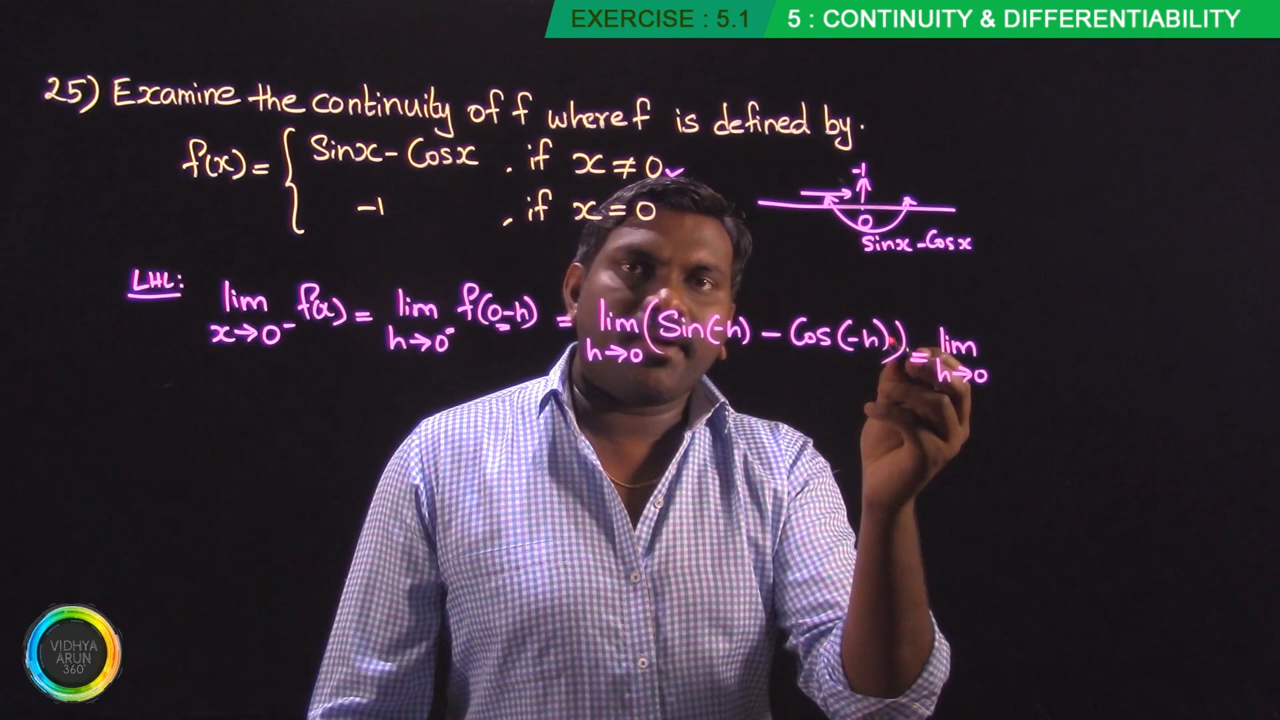 EXERCISE : 5.1 5 : CONTINUITY & DIFFERENTIABILITY
25) Examine the continuity of f where f is defined by.
f(x) = { Sinx - Cosx , if x ≠ 0 ✓
-1 , if x = 0
-1
0
Sinx - Cosx
LHL:
lim x→0⁻ f(x) = lim h→0⁻ f(0-h) = lim h→0 (Sin(-h) - Cos(-h)). = lim h→0
VIDHYA
ARUN
360°